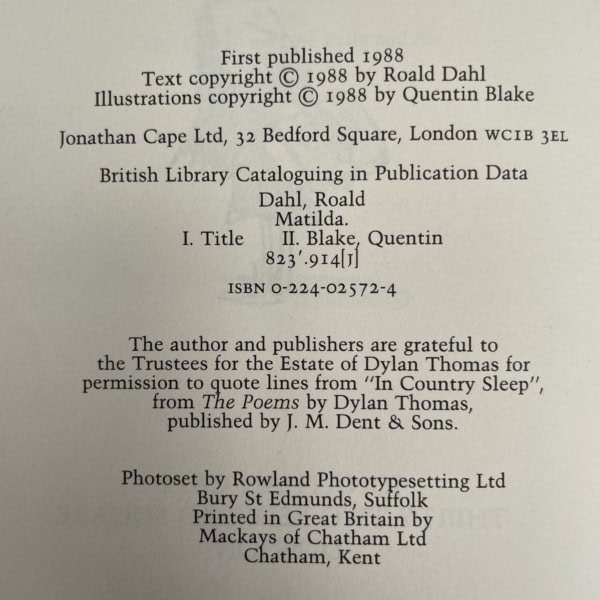 First published 1988
Text copyright © 1988 by Roald Dahl
Illustrations copyright © 1988 by Quentin Blake
Jonathan Cape Ltd, 32 Bedford Square, London WC1B 3EL
British Library Cataloguing in Publication Data
Dahl, Roald
Matilda.
I. Title II. Blake, Quentin
823'.914[J]
ISBN 0-224-02572-4
The author and publishers are grateful to
the Trustees for the Estate of Dylan Thomas for
permission to quote lines from "In Country Sleep",
from The Poems by Dylan Thomas,
published by J. M. Dent & Sons.
Photoset by Rowland Phototypesetting Ltd
Bury St Edmunds, Suffolk
Printed in Great Britain by
Mackays of Chatham Ltd
Chatham, Kent